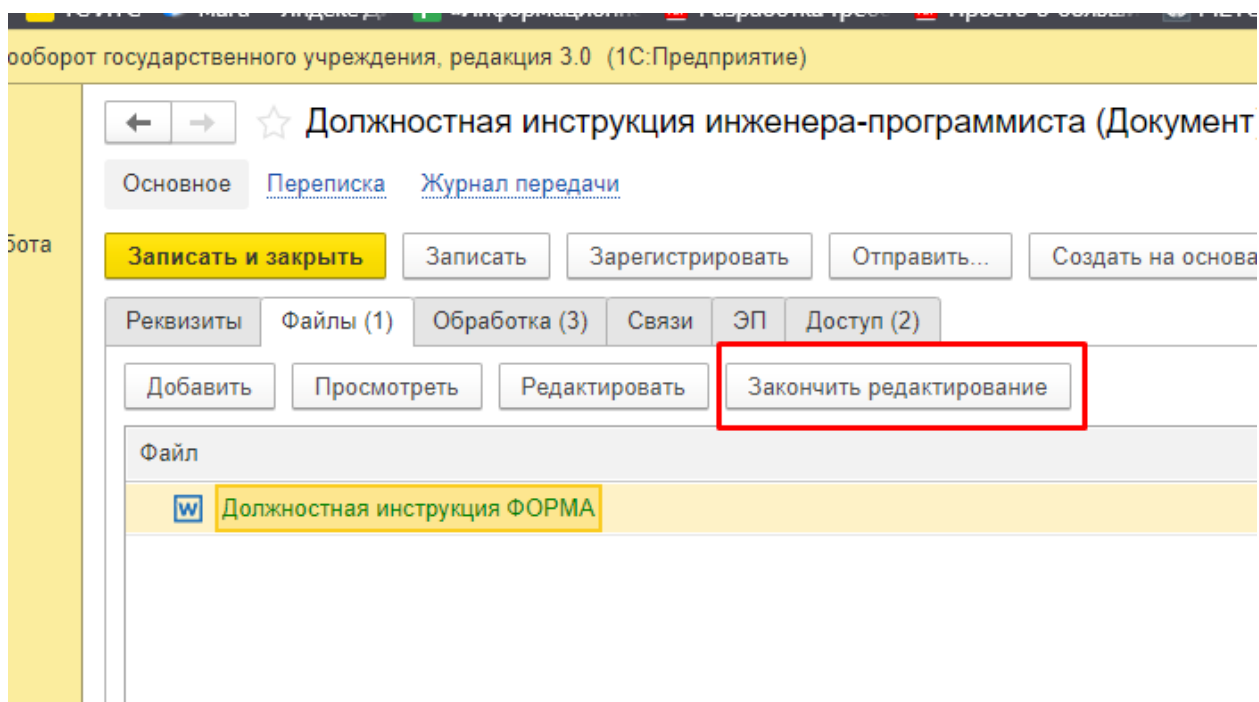 ооборот государственного учреждения, редакция 3.0 (1С:Предприятие)
Должностная инструкция инженера-программиста (Документ)
Основное Переписка Журнал передачи
бота
Записать и закрыть Записать Зарегистрировать Отправить... Создать на основа
Реквизиты Файлы (1) Обработка (3) Связи ЭП Доступ (2)
Добавить Просмотреть Редактировать Закончить редактирование
Файл
W Должностная инструкция ФОРМА